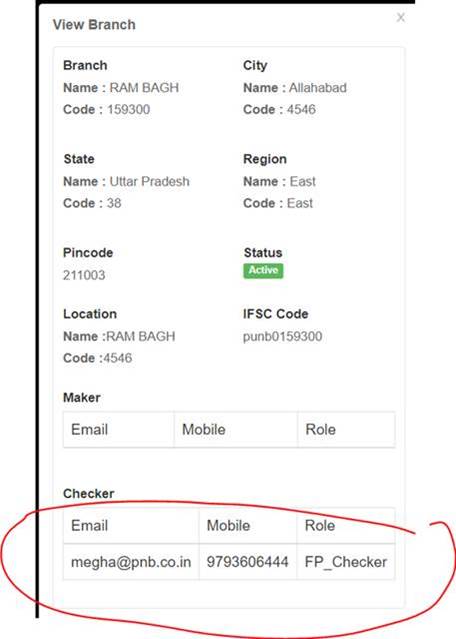 View Branch X
Branch City
Name : RAM BAGH Name : Allahabad
Code : 159300 Code : 4546
State Region
Name : Uttar Pradesh Name : East
Code : 38 Code : East
Pincode Status
211003 Active
Location IFSC Code
Name :RAM BAGH punb0159300
Code :4546
Maker
Email Mobile Role
Checker
Email Mobile Role
megha@pnb.co.in 9793606444 FP_Checker